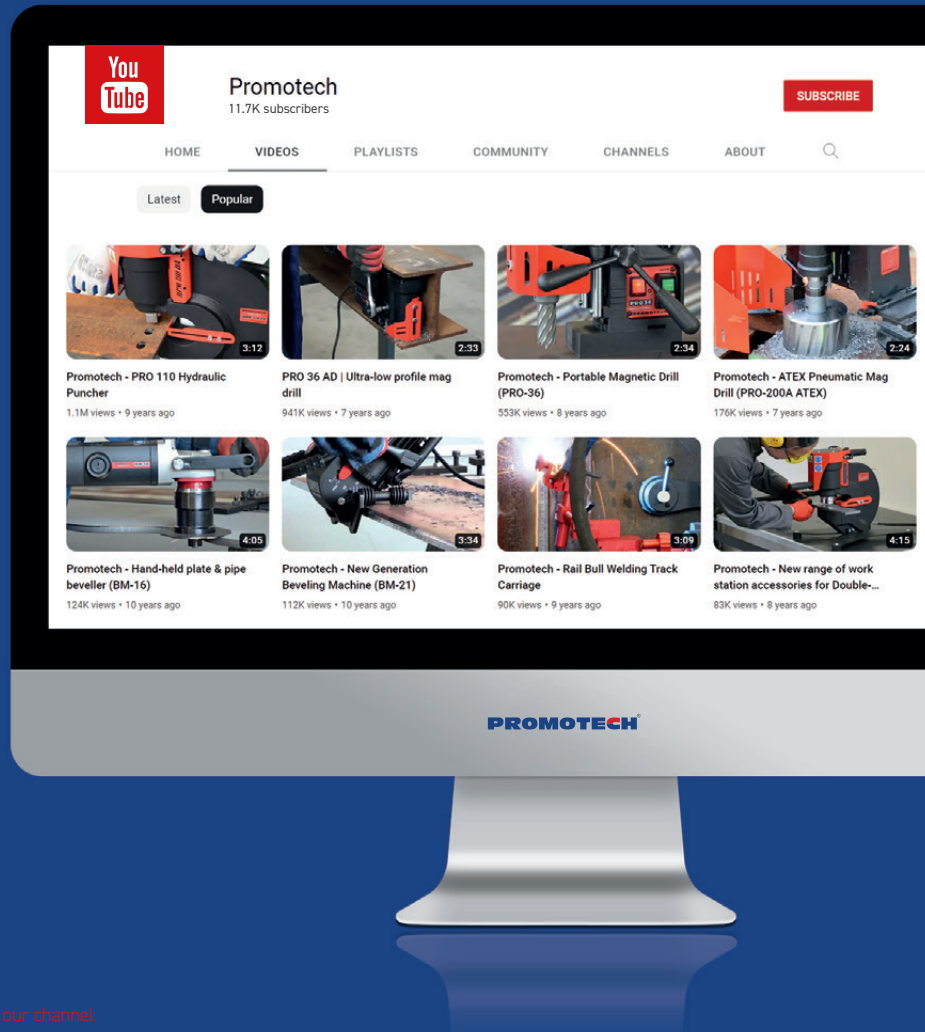 You
Tube
Promotech
11.7K subscribers
SUBSCRIBE
HOME VIDEOS PLAYLISTS COMMUNITY CHANNELS ABOUT
Latest Popular
PRO 36
3:12 2:33 2:34 2:24
Promotech - PRO 110 Hydraulic
Puncher
1.1M views • 9 years ago
PRO 36 AD | Ultra-low profile mag
drill
941K views • 7 years ago
Promotech - Portable Magnetic Drill
(PRO-36)
553K views • 8 years ago
Promotech - ATEX Pneumatic Mag
Drill (PRO-200A ATEX)
176K views • 7 years ago
4:05 3:34 3:09 4:15
Promotech - Hand-held plate & pipe
beveller (BM-16)
124K views • 10 years ago
Promotech - New Generation
Beveling Machine (BM-21)
112K views • 10 years ago
Promotech - Rail Bull Welding Track
Carriage
90K views • 9 years ago
Promotech - New range of work
station accessories for Double-...
83K views • 8 years ago
PROMOTECH®
our channel